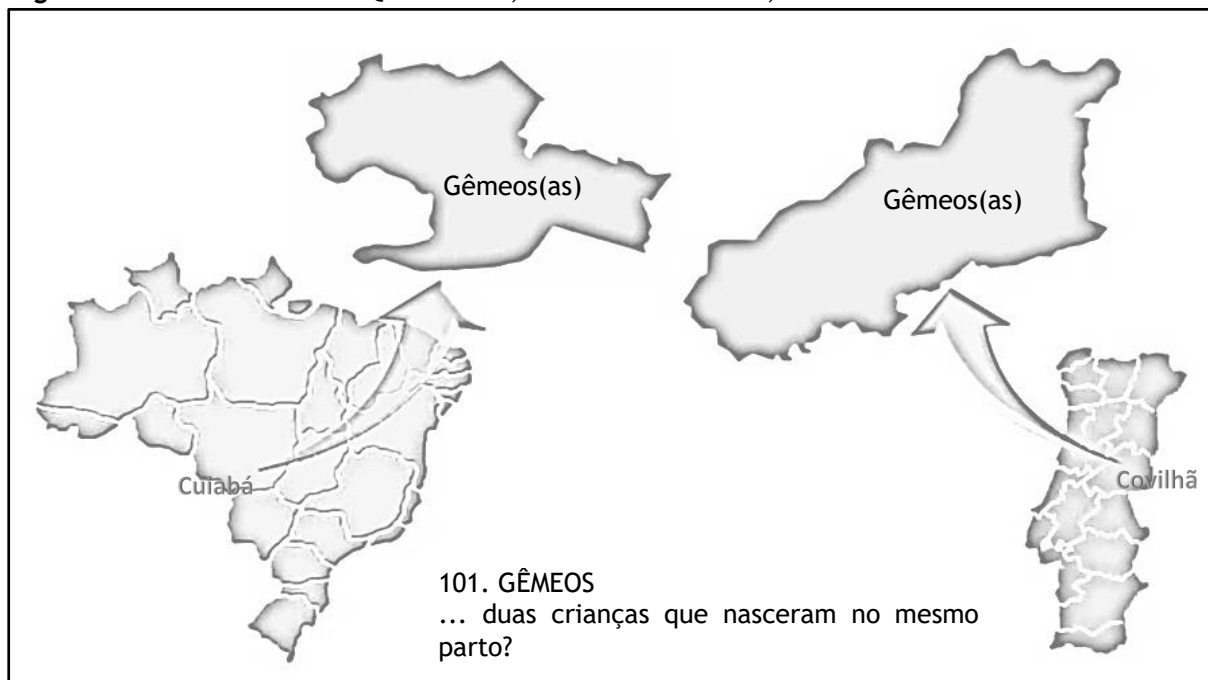 Gêmeos(as)
Gêmeos(as)
Cuiabá
Covilhã
101. GÊMEOS
... duas crianças que nasceram no mesmo
parto?